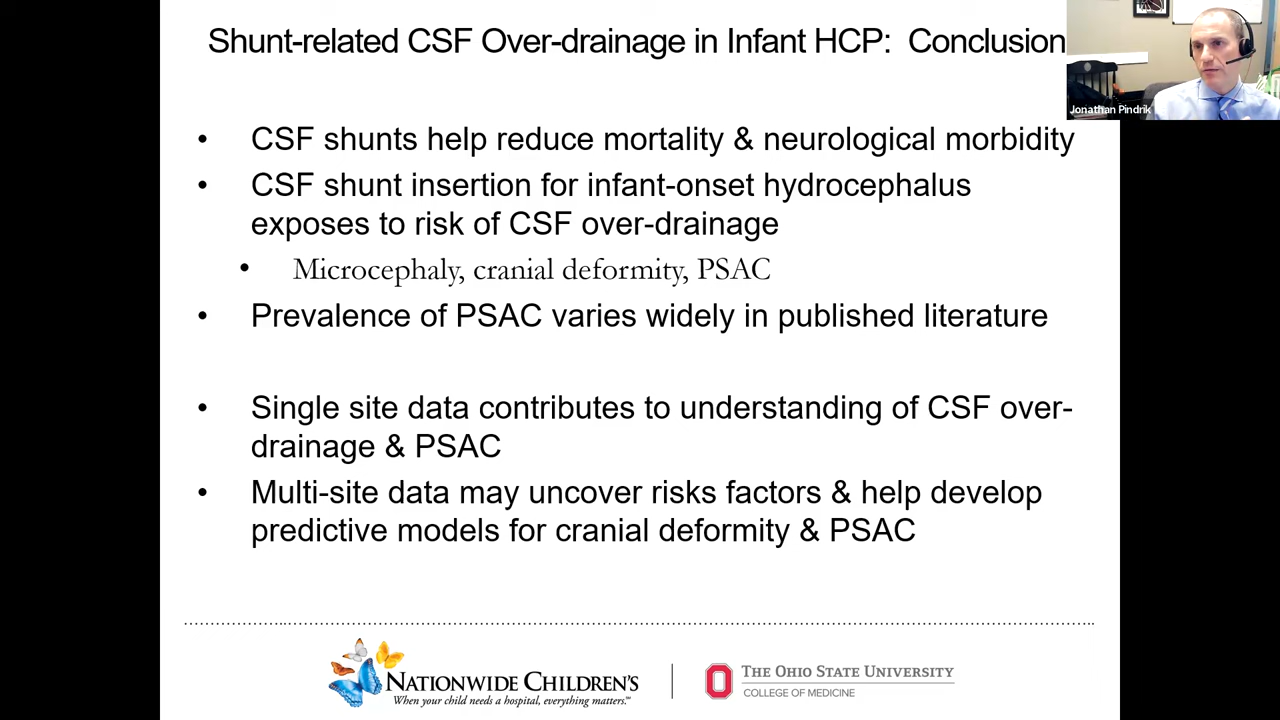 Shunt-related CSF Over-drainage in Infant HCP: Conclusion
Jonathan Pindrik
• CSF shunts help reduce mortality & neurological morbidity
• CSF shunt insertion for infant-onset hydrocephalus
exposes to risk of CSF over-drainage
• Microcephaly, cranial deformity, PSAC
• Prevalence of PSAC varies widely in published literature
• Single site data contributes to understanding of CSF over-
drainage & PSAC
• Multi-site data may uncover risks factors & help develop
predictive models for cranial deformity & PSAC
NATIONWIDE CHILDREN'S
When your child needs a hospital, everything matters.℠
THE OHIO STATE UNIVERSITY
COLLEGE OF MEDICINE